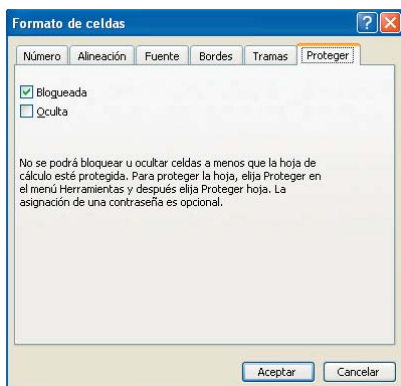 Formato de celdas
Número Alineación Fuente Bordes Tramas Proteger
Bloqueada
Oculta
No se podrá bloquear u ocultar celdas a menos que la hoja de
cálculo esté protegida. Para proteger la hoja, elija Proteger en
el menú Herramientas y después elija Proteger hoja. La
asignación de una contraseña es opcional.
Aceptar Cancelar